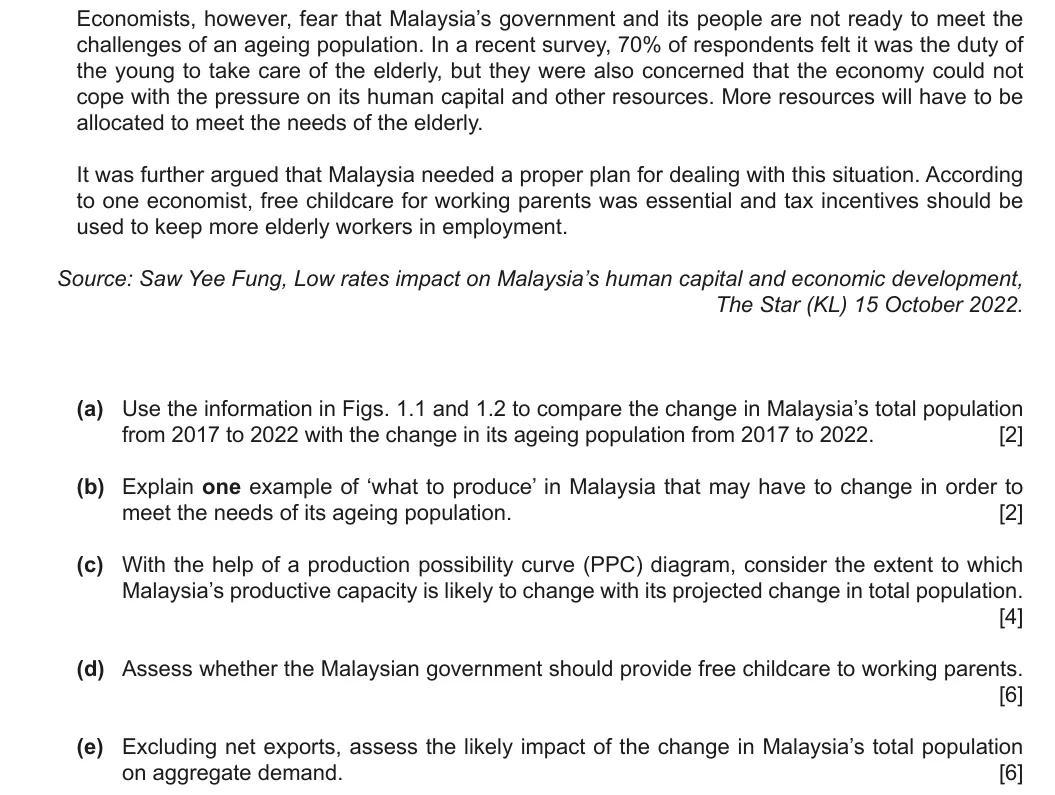 Economists, however, fear that Malaysia’s government and its people are not ready to meet the
challenges of an ageing population. In a recent survey, 70% of respondents felt it was the duty of
the young to take care of the elderly, but they were also concerned that the economy could not
cope with the pressure on its human capital and other resources. More resources will have to be
allocated to meet the needs of the elderly.
It was further argued that Malaysia needed a proper plan for dealing with this situation. According
to one economist, free childcare for working parents was essential and tax incentives should be
used to keep more elderly workers in employment.
Source: Saw Yee Fung, Low rates impact on Malaysia’s human capital and economic development,
The Star (KL) 15 October 2022.
(a) Use the information in Figs. 1.1 and 1.2 to compare the change in Malaysia’s total population
from 2017 to 2022 with the change in its ageing population from 2017 to 2022. [2]
(b) Explain one example of ‘what to produce’ in Malaysia that may have to change in order to
meet the needs of its ageing population. [2]
(c) With the help of a production possibility curve (PPC) diagram, consider the extent to which
Malaysia’s productive capacity is likely to change with its projected change in total population.
[4]
(d) Assess whether the Malaysian government should provide free childcare to working parents.
[6]
(e) Excluding net exports, assess the likely impact of the change in Malaysia’s total population
on aggregate demand. [6]